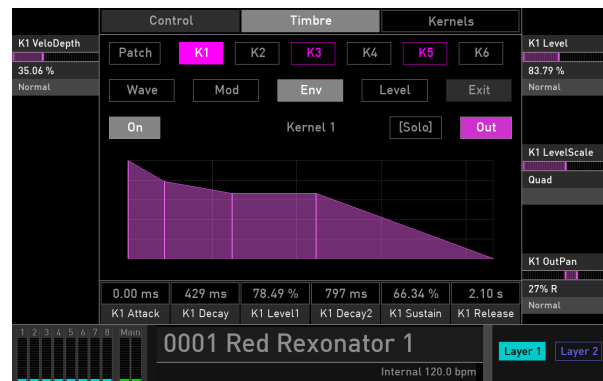 Control Timbre Kernels
K1 VeloDepth
35.06 %
Normal
Patch K1 K2 K3 K4 K5 K6
Wave Mod Env Level Exit
On Kernel 1 [Solo] Out
K1 Level
83.79 %
Normal
K1 LevelScale
Quad
K1 OutPan
27% R
Normal
0.00 ms 429 ms 78.49 % 797 ms 66.34 % 2.10 s
K1 Attack K1 Decay K1 Level1 K1 Decay2 K1 Sustain K1 Release
1 2 3 4 5 6 7 8 Main
0001 Red Rexonator 1
Internal 120.0 bpm
Layer 1 Layer 2